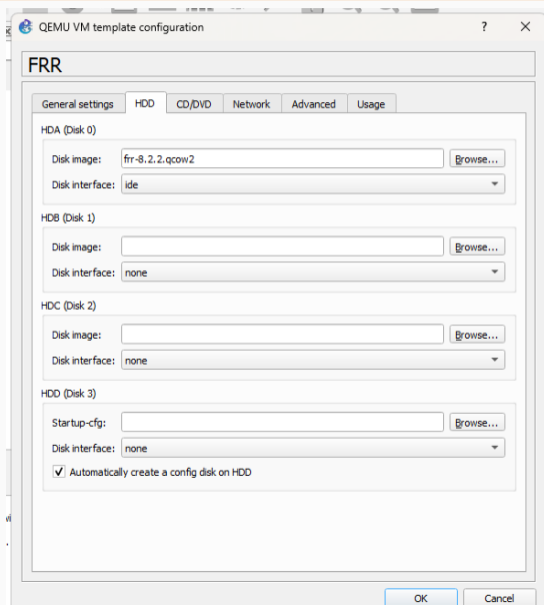 QEMU VM template configuration ? ×
FRR
General settings HDD CD/DVD Network Advanced Usage
HDA (Disk 0)
Disk image: frr-8.2.2.qcow2 Browse...
Disk interface: ide
HDB (Disk 1)
Disk image: Browse...
Disk interface: none
HDC (Disk 2)
Disk image: Browse...
Disk interface: none
HDD (Disk 3)
Startup-cfg: Browse...
Disk interface: none
Automatically create a config disk on HDD
OK Cancel